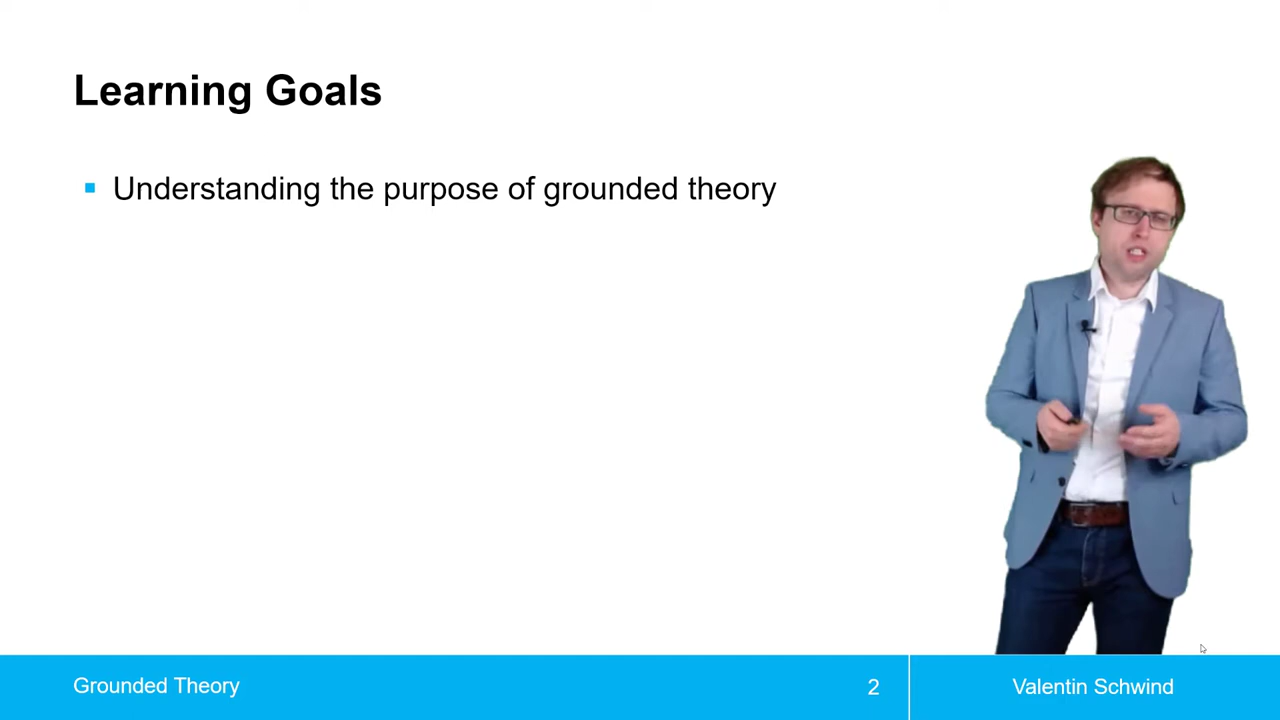 Learning Goals
Understanding the purpose of grounded theory
Grounded Theory
2
Valentin Schwind